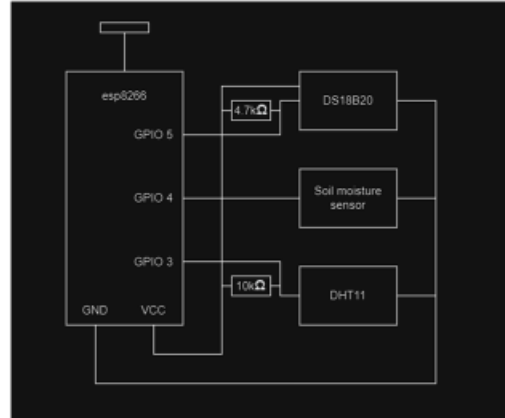 esp8266
GPIO 5
GPIO 4
GPIO 3
GND VCC
4.7kΩ
10kΩ
DS18B20
Soil moisture
sensor
DHT11